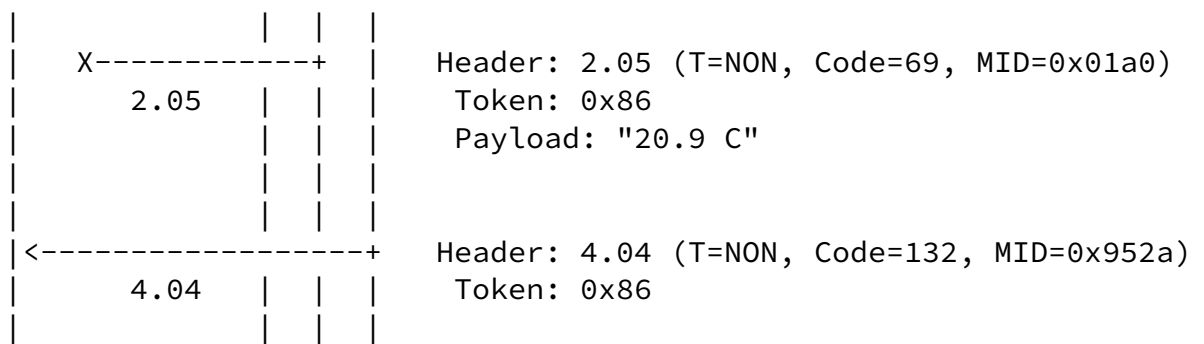 |           |  |  |
|   X------------+  |   Header: 2.05 (T=NON, Code=69, MID=0x01a0)
|      2.05   |  |  |    Token: 0x86
|             |  |  |    Payload: "20.9 C"
|             |  |  |
|             |  |  |
|<------------------+   Header: 4.04 (T=NON, Code=132, MID=0x952a)
|      4.04   |  |  |    Token: 0x86
|             |  |  |